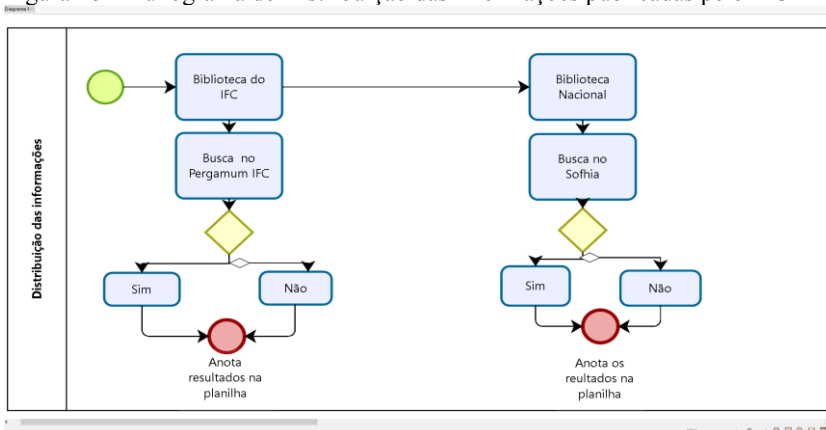 Diagrama 1
Distribuição das informações
Biblioteca do
IFC
Biblioteca
Nacional
Busca no
Pergamum IFC
Busca no
Sofhia
Sim
Não
Sim
Não
Anota
resultados na
planilha
Anota os
reultados na
planilha